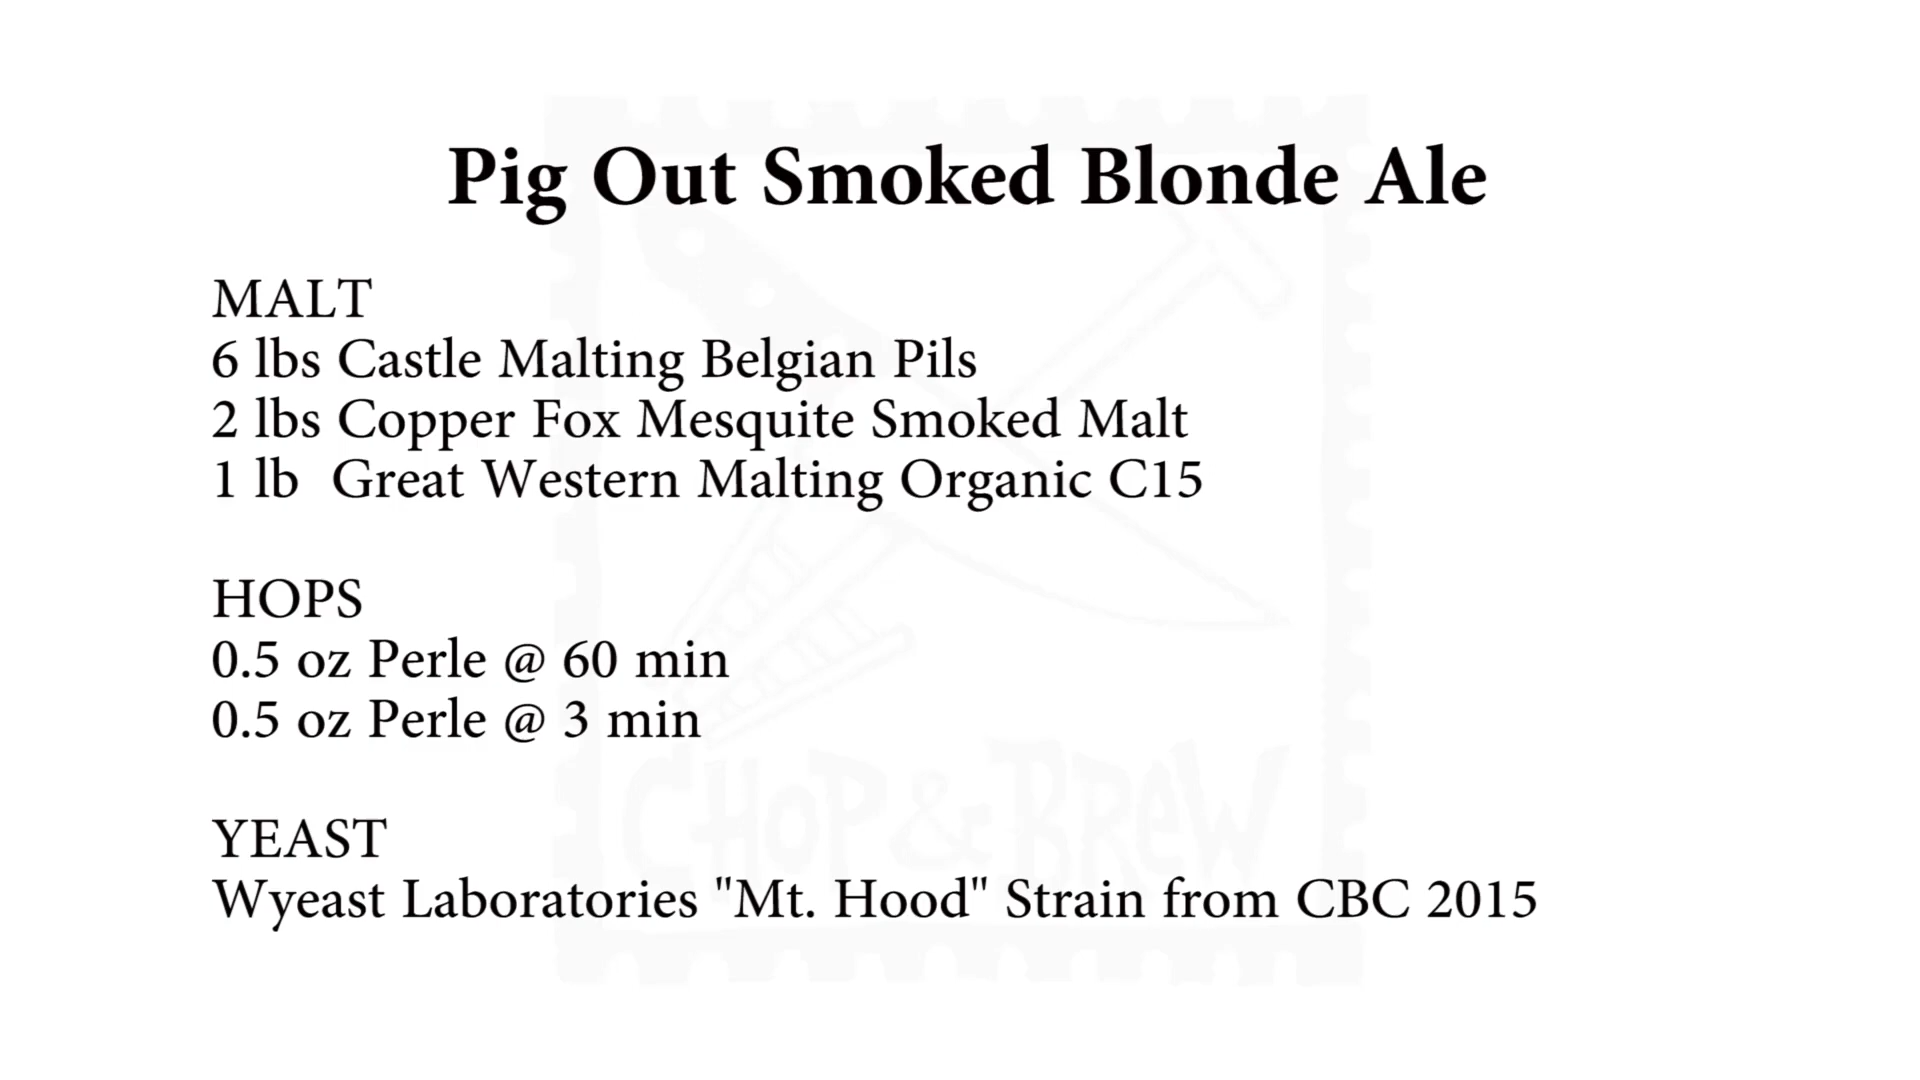 Pig Out Smoked Blonde Ale
MALT
6 lbs Castle Malting Belgian Pils
2 lbs Copper Fox Mesquite Smoked Malt
1 lb  Great Western Malting Organic C15
HOPS
0.5 oz Perle @ 60 min
0.5 oz Perle @ 3 min
CHOP & BREW
YEAST
Wyeast Laboratories "Mt. Hood" Strain from CBC 2015